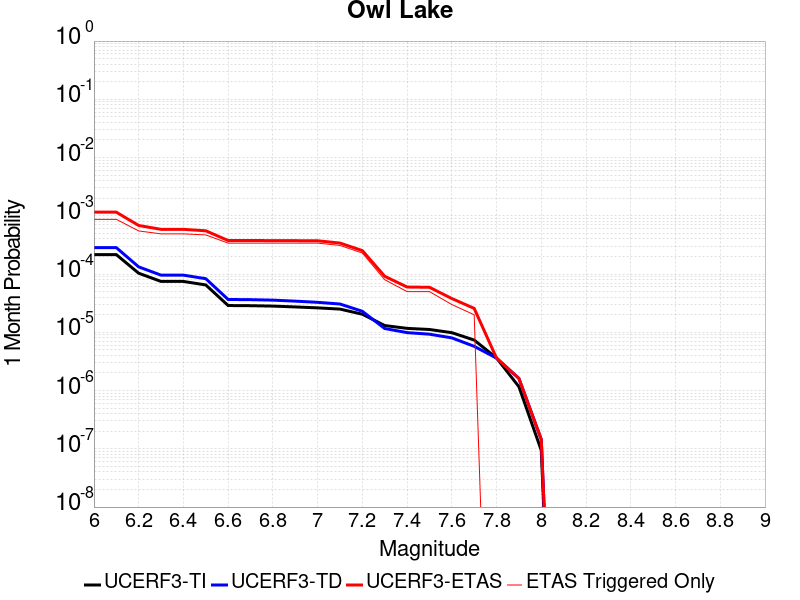 Owl Lake
10^0
10^-1
10^-2
10^-3
10^-4
10^-5
10^-6
10^-7
10^-8
1 Month Probability
6 6.2 6.4 6.6 6.8 7 7.2 7.4 7.6 7.8 8 8.2 8.4 8.6 8.8 9
Magnitude
UCERF3-TI UCERF3-TD UCERF3-ETAS ETAS Triggered Only